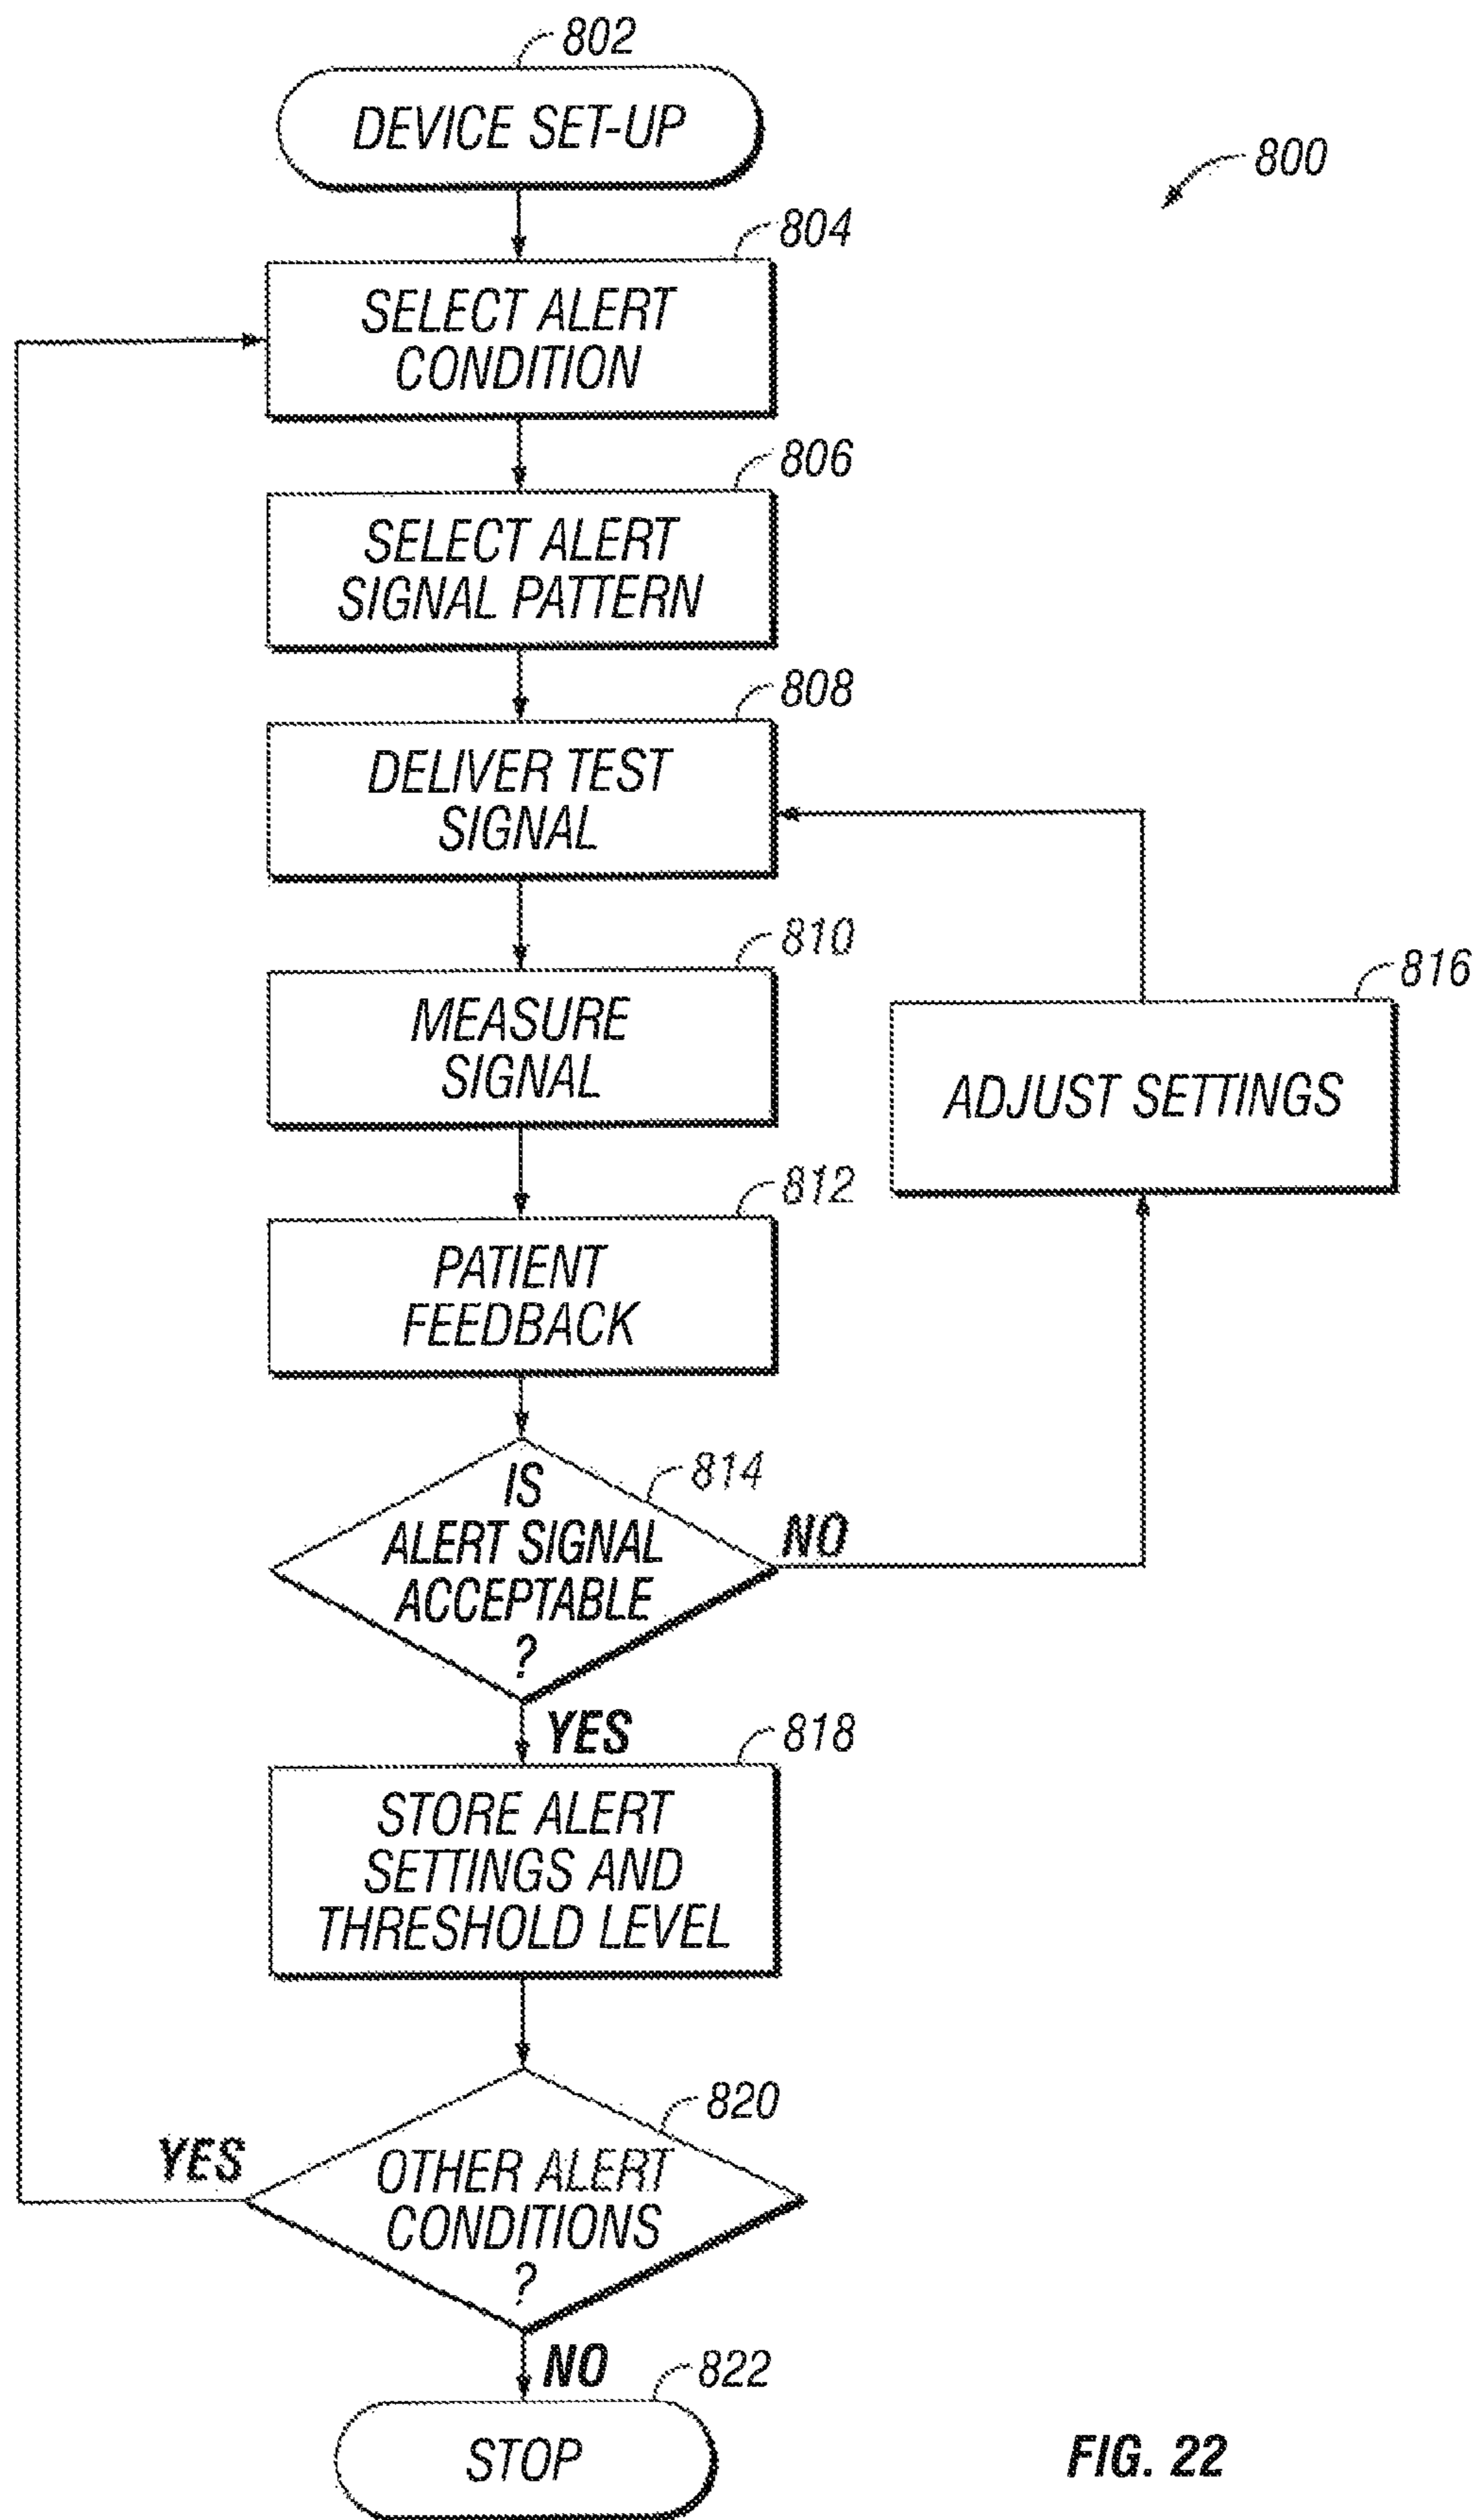 802
DEVICE SET-UP
800
804
SELECT ALERT
CONDITION
806
SELECT ALERT
SIGNAL PATTERN
808
DELIVER TEST
SIGNAL
810
MEASURE
SIGNAL
816
ADJUST SETTINGS
812
PATIENT
FEEDBACK
814
IS
ALERT SIGNAL
ACCEPTABLE
?
NO
YES
818
STORE ALERT
SETTINGS AND
THRESHOLD LEVEL
820
YES
OTHER ALERT
CONDITIONS
?
NO
822
STOP
FIG. 22